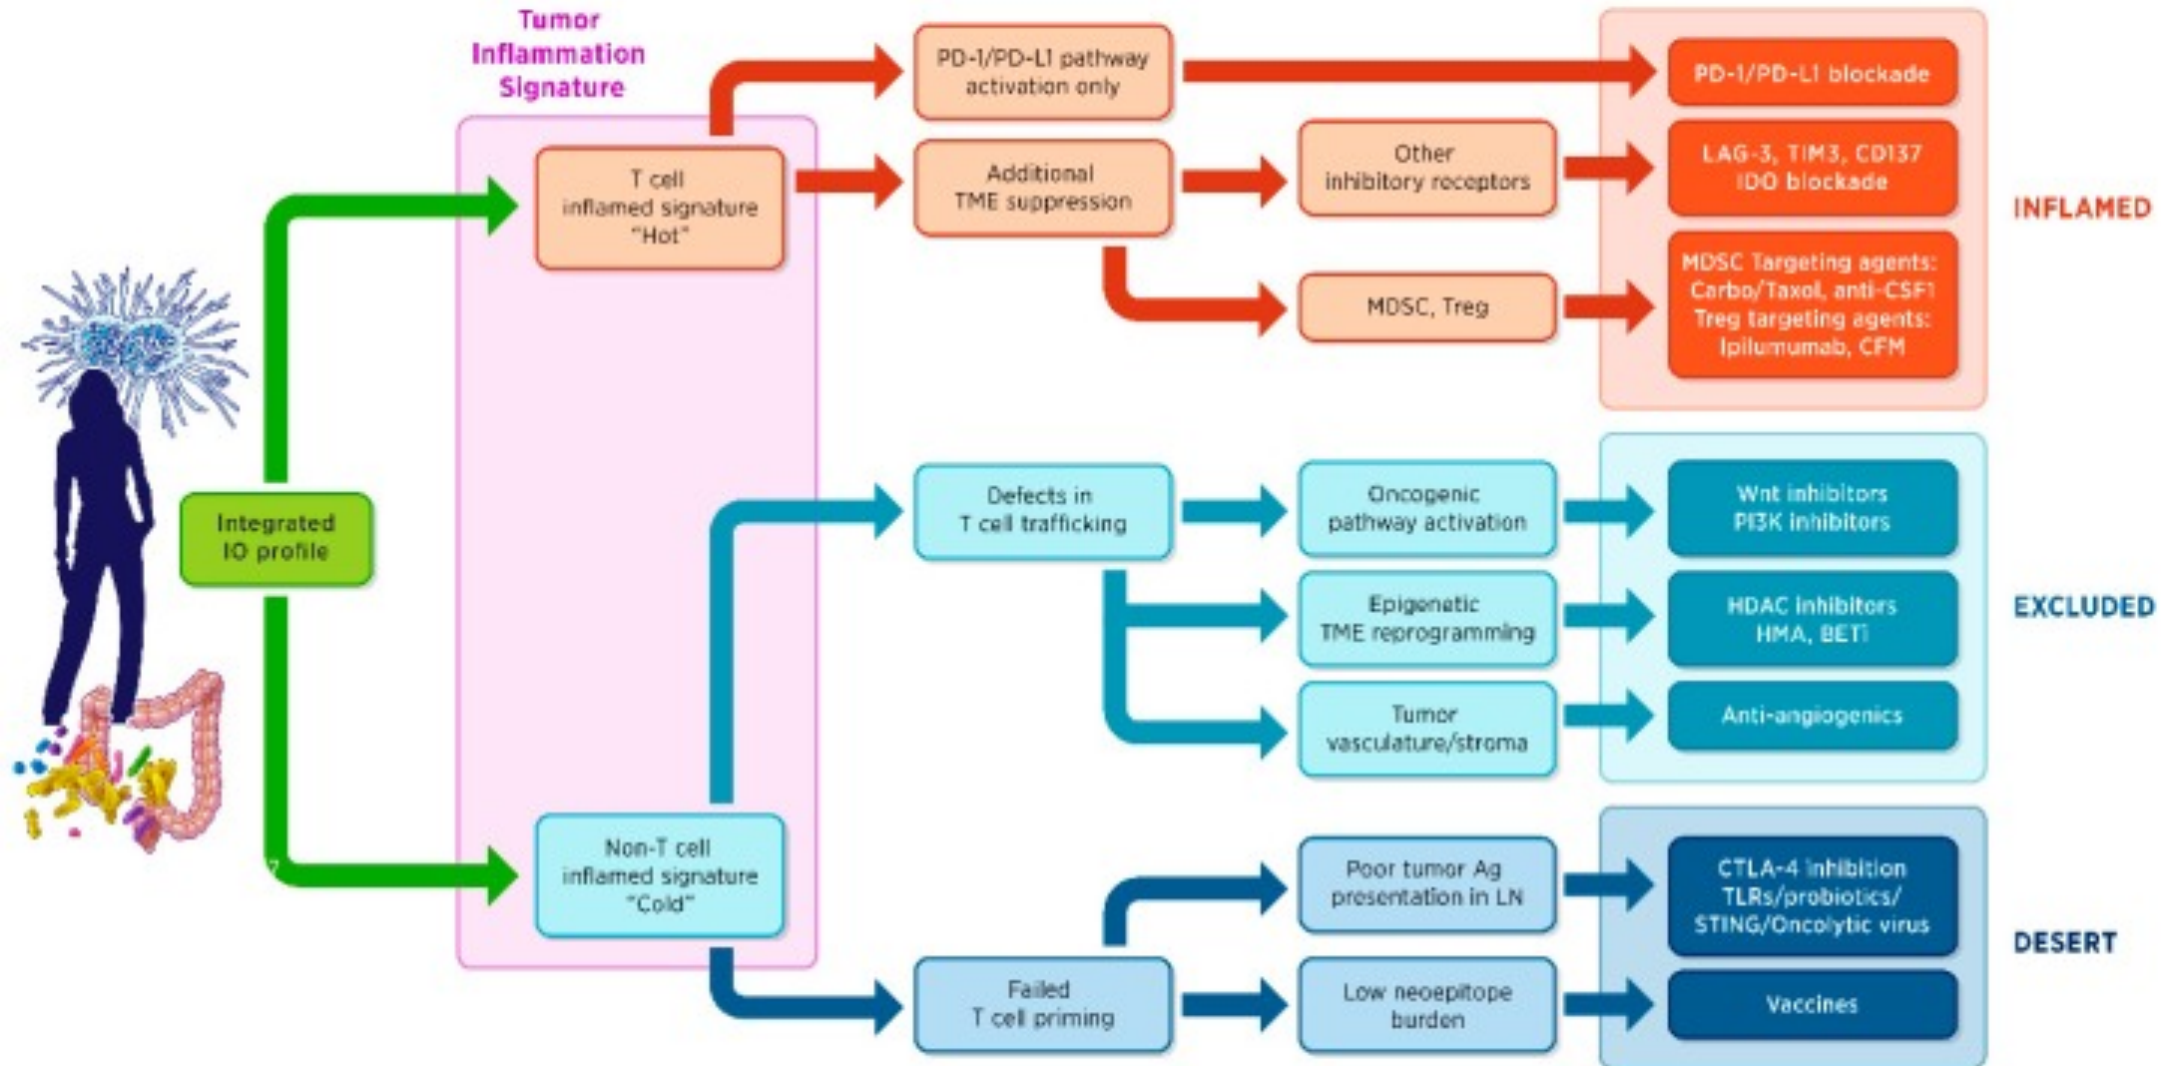 Tumor
Inflammation
Signature
PD-1/PD-L1 pathway
activation only
PD-1/PD-L1 blockade
T cell
inflamed signature
“Hot”
Additional
TME suppression
Other
inhibitory receptors
LAG-3, TIM3, CD137
IDO blockade
INFLAMED
MDSC, Treg
MDSC Targeting agents:
Carbo/Taxol, anti-CSF1
Treg targeting agents:
Ipilumumab, CFM
Integrated
IO profile
Defects in
T cell trafficking
Oncogenic
pathway activation
Wnt inhibitors
PI3K inhibitors
Epigenetic
TME reprogramming
HDAC inhibitors
HMA, BETi
EXCLUDED
Tumor
vasculature/stroma
Anti-angiogenics
Non-T cell
inflamed signature
“Cold”
Poor tumor Ag
presentation in LN
CTLA-4 inhibition
TLRs/probiotics/
STING/Oncolytic virus
DESERT
Failed
T cell priming
Low neoepitope
burden
Vaccines
7